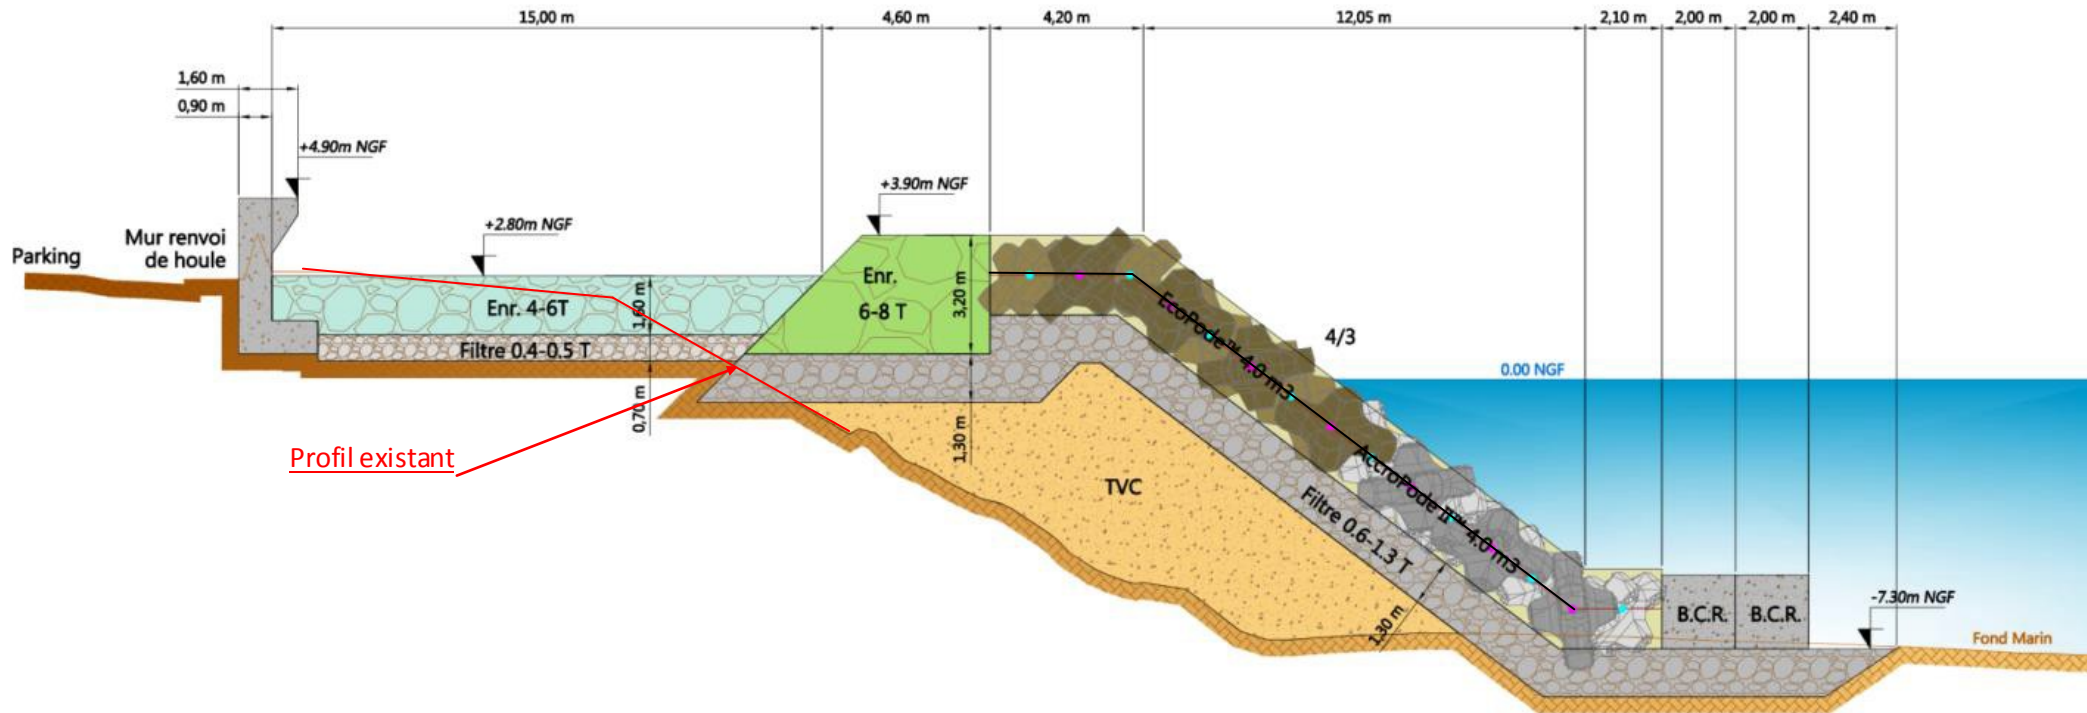 15,00 m
4,60 m
4,20 m
12,05 m
2,10 m
2,00 m
2,00 m
2,40 m
1,60 m
0,90 m
+4.90m NGF
+3.90m NGF
+2.80m NGF
Mur renvoi
de houle
Parking
Enr. 4-6T
1,60 m
Enr.
6-8 T
3,20 m
EcoPode™ 4.0 m3
4/3
0.00 NGF
Filtre 0.4-0.5 T
0,70 m
1,30 m
Profil existant
TVC
AccroPode II™ 4.0 m3
Filtre 0.6-1.3 T
1,30 m
B.C.R.
B.C.R.
-7.30m NGF
Fond Marin